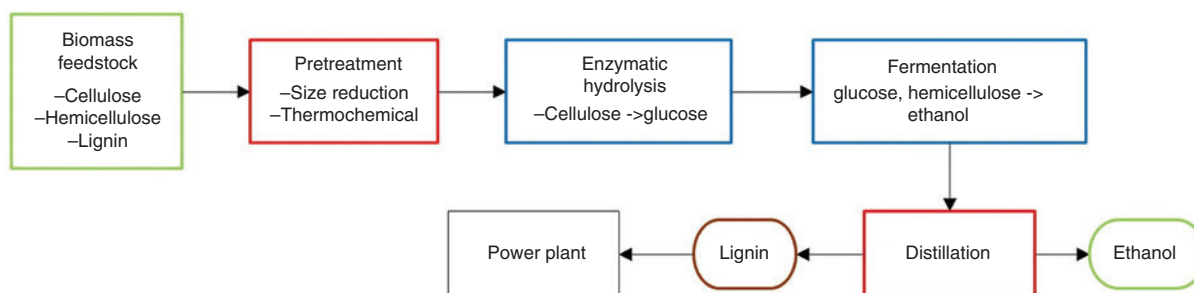 Biomass
feedstock
–Cellulose
–Hemicellulose
–Lignin
Pretreatment
–Size reduction
–Thermochemical
Enzymatic
hydrolysis
–Cellulose ->glucose
Fermentation
glucose, hemicellulose ->
ethanol
Power plant
Lignin
Distillation
Ethanol